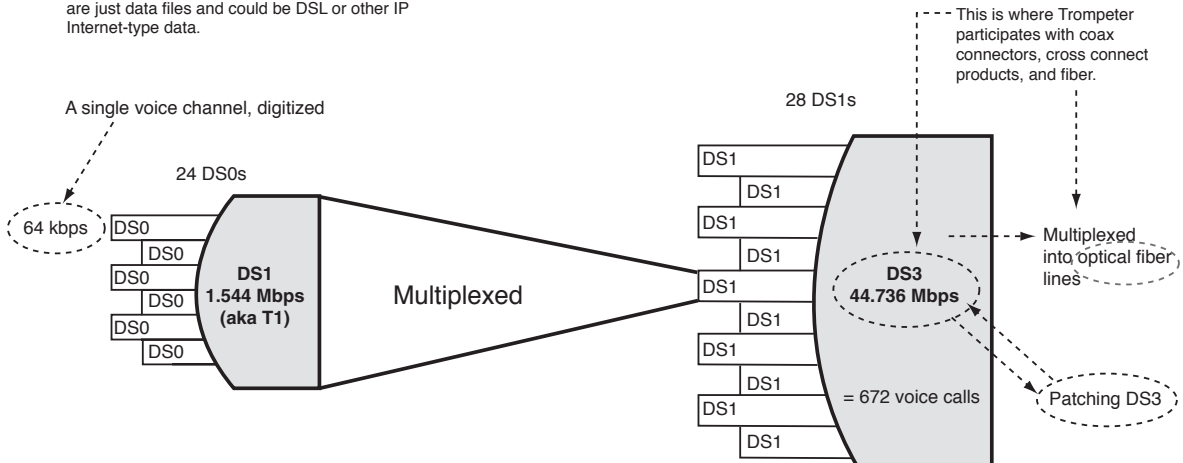 are just data files and could be DSL or other IP
Internet-type data.
This is where Trompeter
participates with coax
connectors, cross connect
products, and fiber.
A single voice channel, digitized
28 DS1s
24 DS0s
64 kbps
DS0
DS0
DS0
DS0
DS0
DS0
DS1
1.544 Mbps
(aka T1)
Multiplexed
DS1
DS1
DS1
DS1
DS1
DS1
DS1
DS1
DS1
DS1
DS3
44.736 Mbps
= 672 voice calls
Multiplexed
into optical fiber
lines
Patching DS3